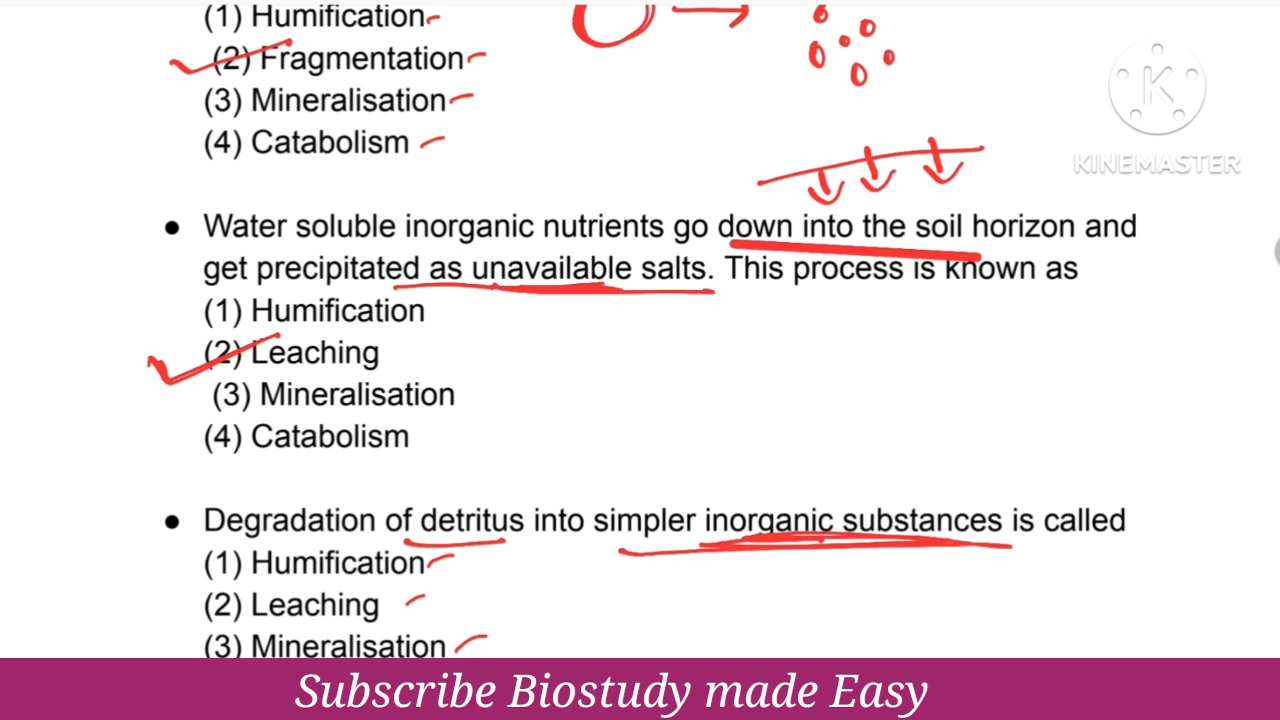 (1) Humification
(2) Fragmentation
(3) Mineralisation
(4) Catabolism
K
KINEMASTER
● Water soluble inorganic nutrients go down into the soil horizon and
get precipitated as unavailable salts. This process is known as
(1) Humification
(2) Leaching
(3) Mineralisation
(4) Catabolism
● Degradation of detritus into simpler inorganic substances is called
(1) Humification
(2) Leaching
(3) Mineralisation
Subscribe Biostudy made Easy